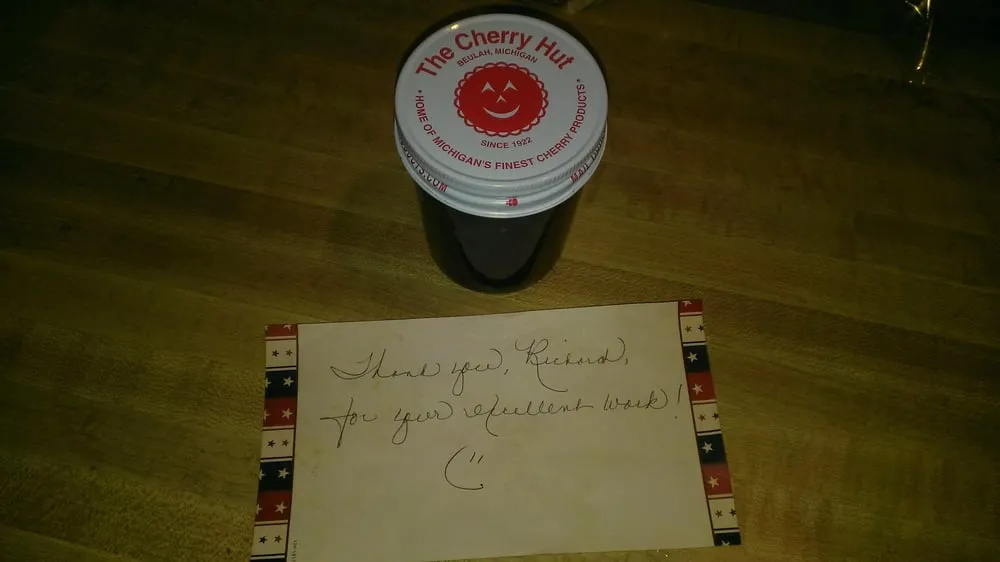 The Cherry Hut
BEULAH, MICHIGAN
SINCE 1922
* HOME OF MICHIGAN'S FINEST CHERRY PRODUCTS *
Thank you, Richard,
for your excellent work!